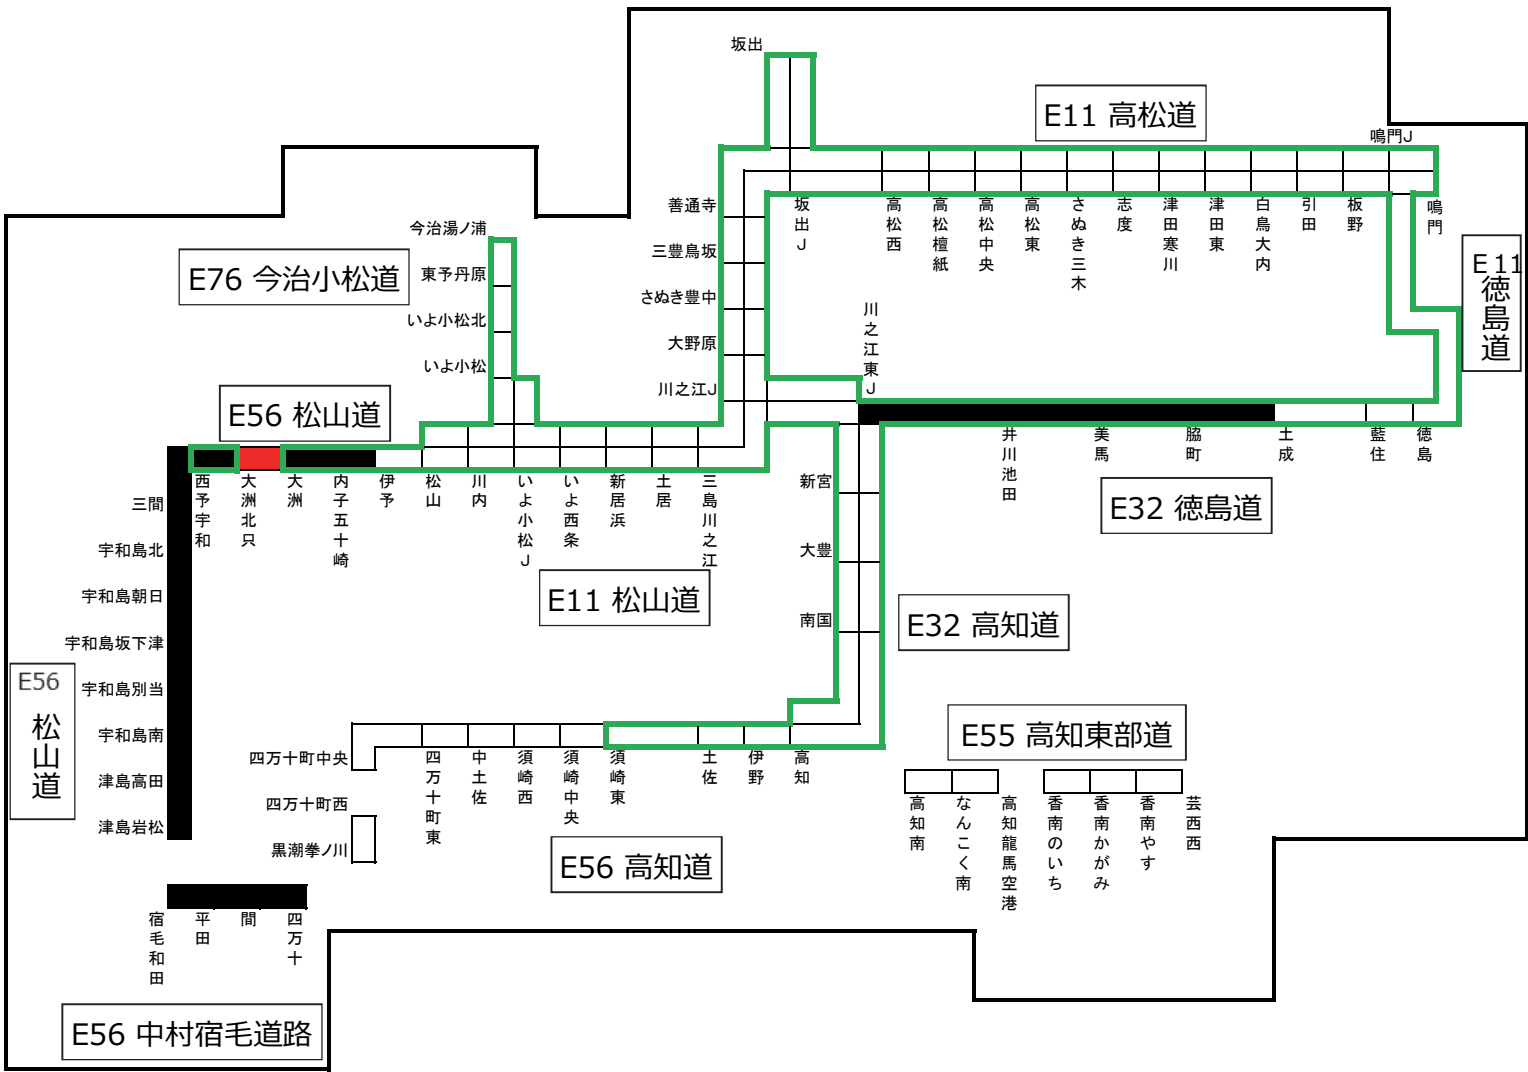 坂出
E11 高松道
鳴門J
善通寺
三豊鳥坂
さぬき豊中
大野原
川之江J
坂出J
高松西
高松檀紙
高松中央
高松東
さぬき三木
志度
津田寒川
津田東
白鳥大内
引田
板野
鳴門
E11
徳島道
今治湯ノ浦
東予丹原
いよ小松北
いよ小松
E76 今治小松道
川之江東J
E56 松山道
西予宇和
大洲北只
大洲
内子五十崎
伊予
松山
川内
いよ小松J
いよ西条
新居浜
土居
三島川之江
井川池田
美馬
脇町
土成
藍住
徳島
E32 徳島道
新宮
大豊
南国
E11 松山道
E32 高知道
三間
宇和島北
宇和島朝日
宇和島坂下津
宇和島別当
宇和島南
津島高田
津島岩松
E56
松山道
四万十町中央
四万十町西
黒潮拳ノ川
四万十町東
中土佐
須崎西
須崎中央
須崎東
土佐
伊野
高知
E56 高知道
E55 高知東部道
高知南
なんこく南
高知龍馬空港
香南のいち
香南かがみ
香南やす
芸西西
宿毛和田
平田
間
四万十
E56 中村宿毛道路